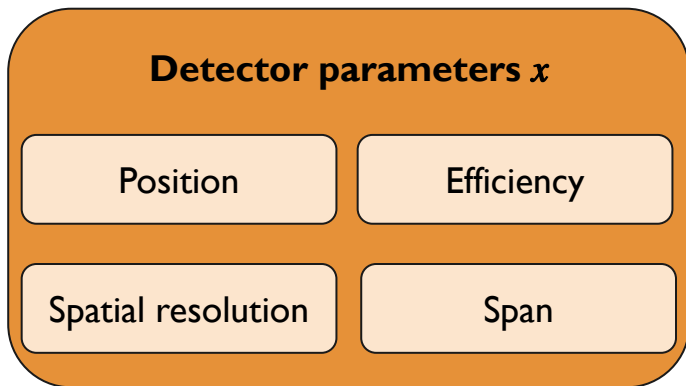 Detector parameters x
Position
Efficiency
Spatial resolution
Span